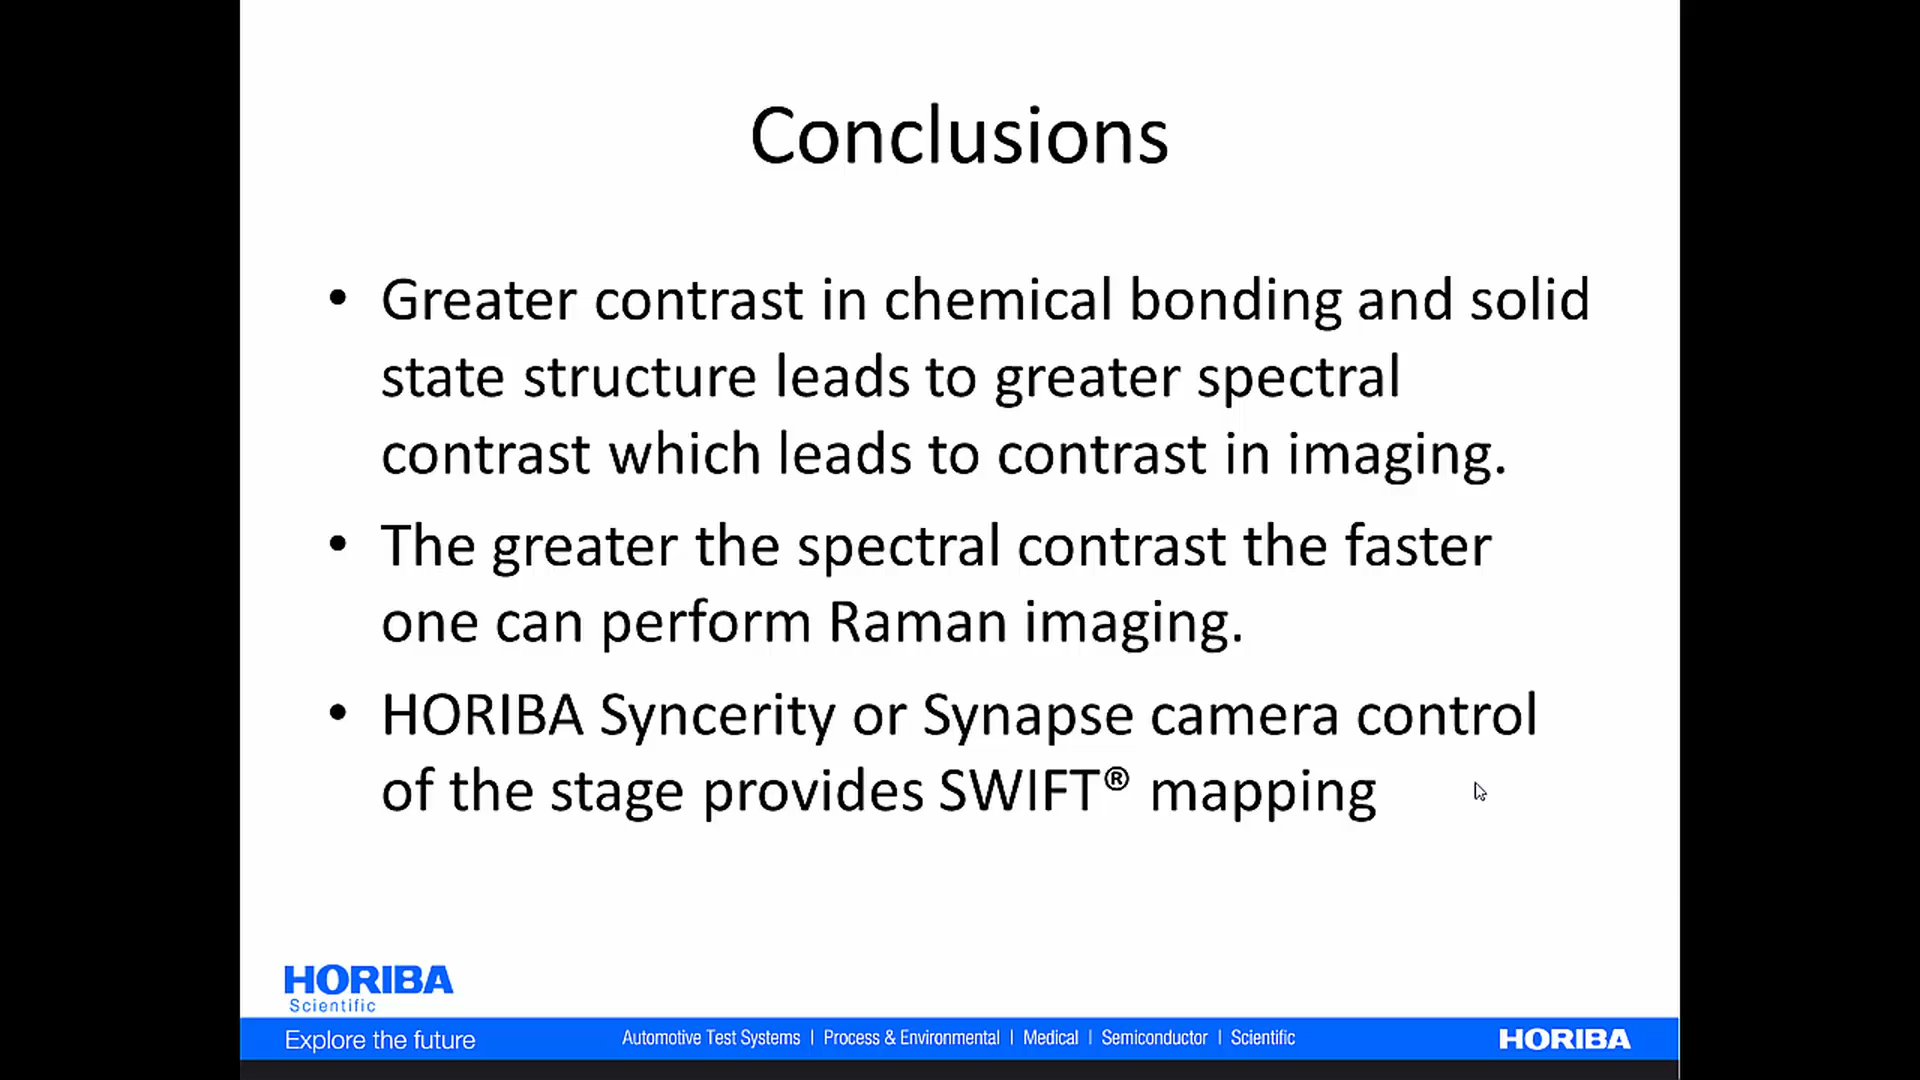 Conclusions
• Greater contrast in chemical bonding and solid
state structure leads to greater spectral
contrast which leads to contrast in imaging.
• The greater the spectral contrast the faster
one can perform Raman imaging.
• HORIBA Syncerity or Synapse camera control
of the stage provides SWIFT® mapping
HORIBA
Scientific
Explore the future
Automotive Test Systems | Process & Environmental | Medical | Semiconductor | Scientific
HORIBA